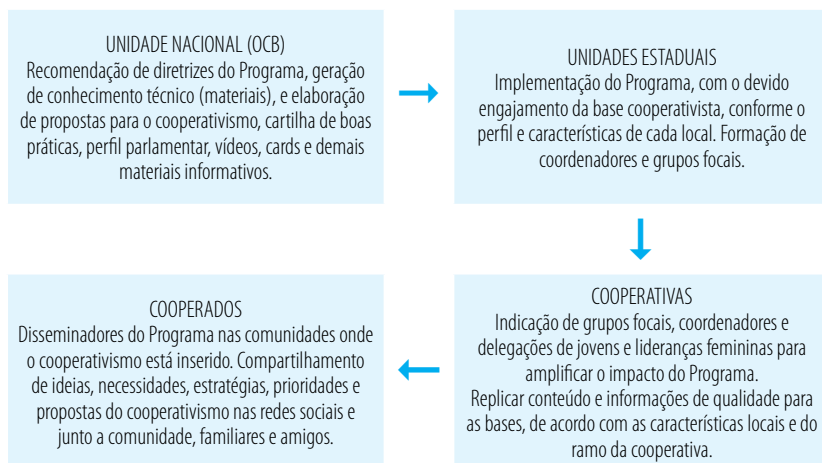 UNIDADE NACIONAL (OCB)
Recomendação de diretrizes do Programa, geração
de conhecimento técnico (materiais), e elaboração
de propostas para o cooperativismo, cartilha de boas
práticas, perfil parlamentar, vídeos, cards e demais
materiais informativos.
UNIDADES ESTADUAIS
Implementação do Programa, com o devido
engajamento da base cooperativista, conforme o
perfil e características de cada local. Formação de
coordenadores e grupos focais.
COOPERATIVAS
Indicação de grupos focais, coordenadores e
delegações de jovens e lideranças femininas para
amplificar o impacto do Programa.
Replicar conteúdo e informações de qualidade para
as bases, de acordo com as características locais e do
ramo da cooperativa.
COOPERADOS
Disseminadores do Programa nas comunidades onde
o cooperativismo está inserido. Compartilhamento
de ideias, necessidades, estratégias, prioridades e
propostas do cooperativismo nas redes sociais e
junto a comunidade, familiares e amigos.